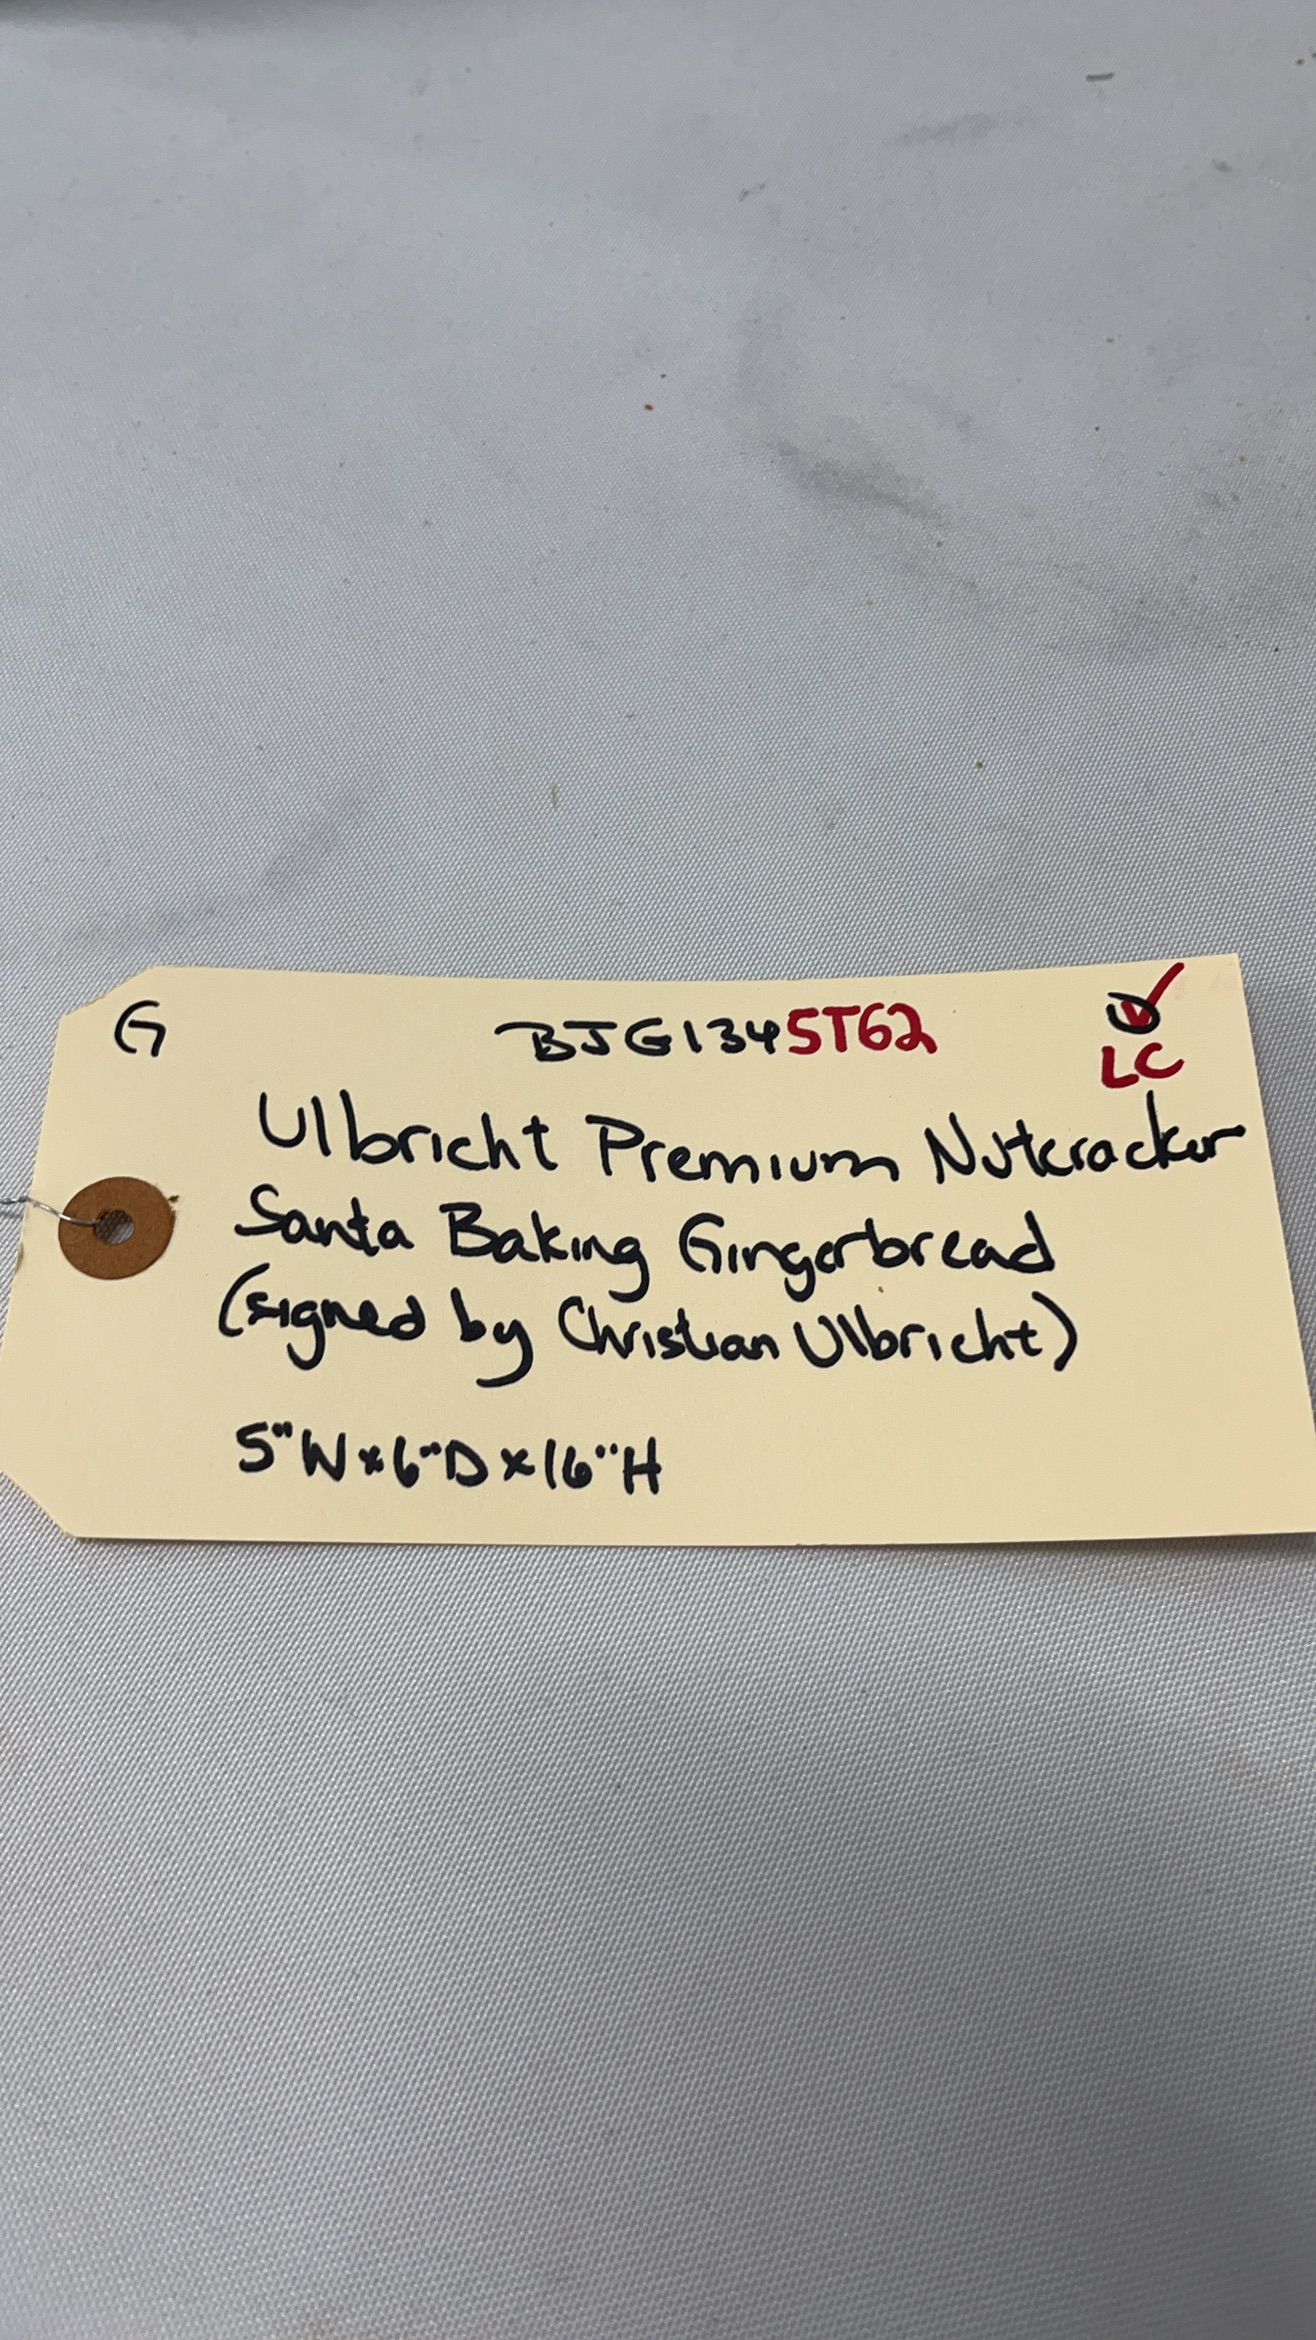 G BJG1345T62
LC
Ulbricht Premium Nutcracker
Santa Baking Gingerbread
(signed by Christian Ulbricht)
5"W x 6"D x 16"H